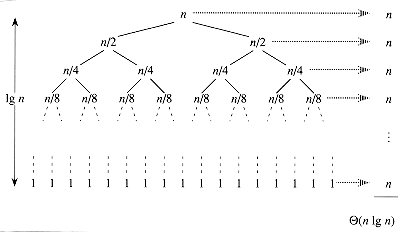 n n
n/2 n/2 n
n/4 n/4 n/4 n/4 n
lg n n/8 n/8 n/8 n/8 n/8 n/8 n/8 n/8 n
⋮
1 1 1 1 1 1 1 1 1 1 1 1 1 1 1 1 1 n
Θ(n lg n)